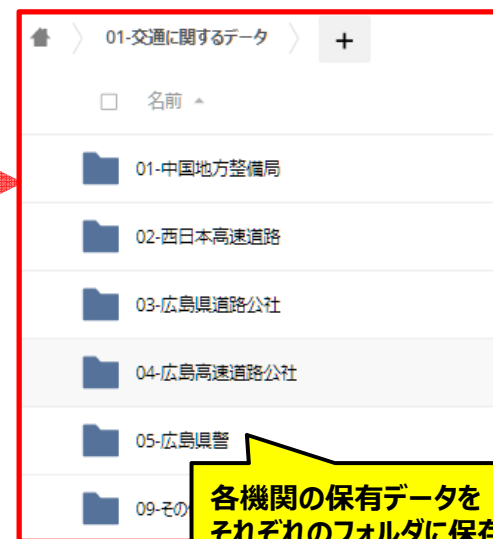 01-交通に関するデータ
+
名前
01-中国地方整備局
02-西日本高速道路
03-広島県道路公社
04-広島高速道路公社
05-広島県警
09-その
各機関の保有データを
それぞれのフォルダに保存